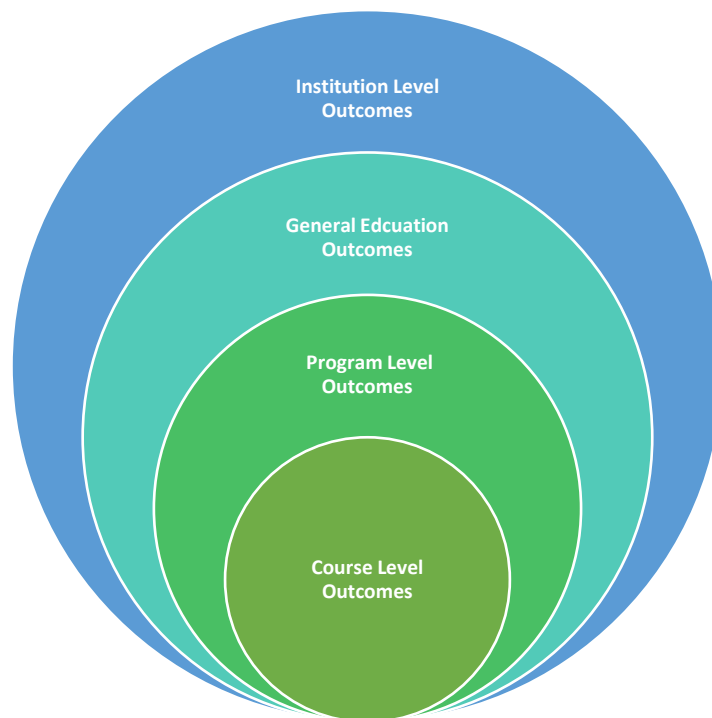 Institution Level
Outcomes
General Edcuation
Outcomes
Program Level
Outcomes
Course Level
Outcomes